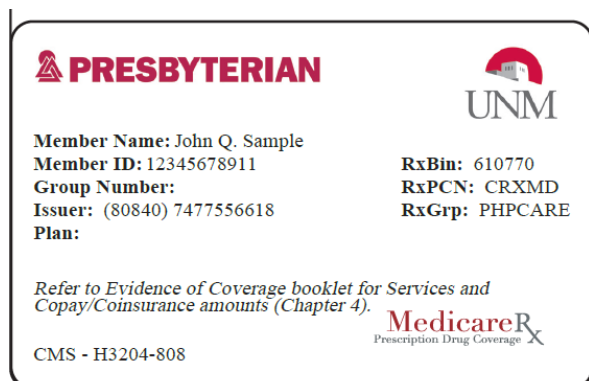 PRESBYTERIAN
UNM
Member Name: John Q. Sample
Member ID: 12345678911
Group Number:
Issuer: (80840) 7477556618
Plan:
RxBin: 610770
RxPCN: CRXMD
RxGrp: PHPCARE
Refer to Evidence of Coverage booklet for Services and
Copay/Coinsurance amounts (Chapter 4).
MedicareRx
Prescription Drug Coverage
CMS - H3204-808